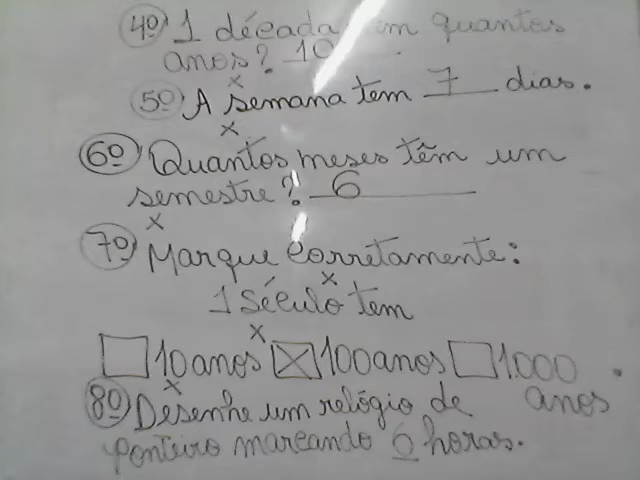 4º 1 década em quantos
anos? 10
5º A semana tem 7 dias.
6º Quantos meses têm um
semestre? 6
7º Marque corretamente:
1 século tem
10 anos 100 anos 1.000 anos
8º Desenhe um relógio de
ponteiro marcando 6 horas.